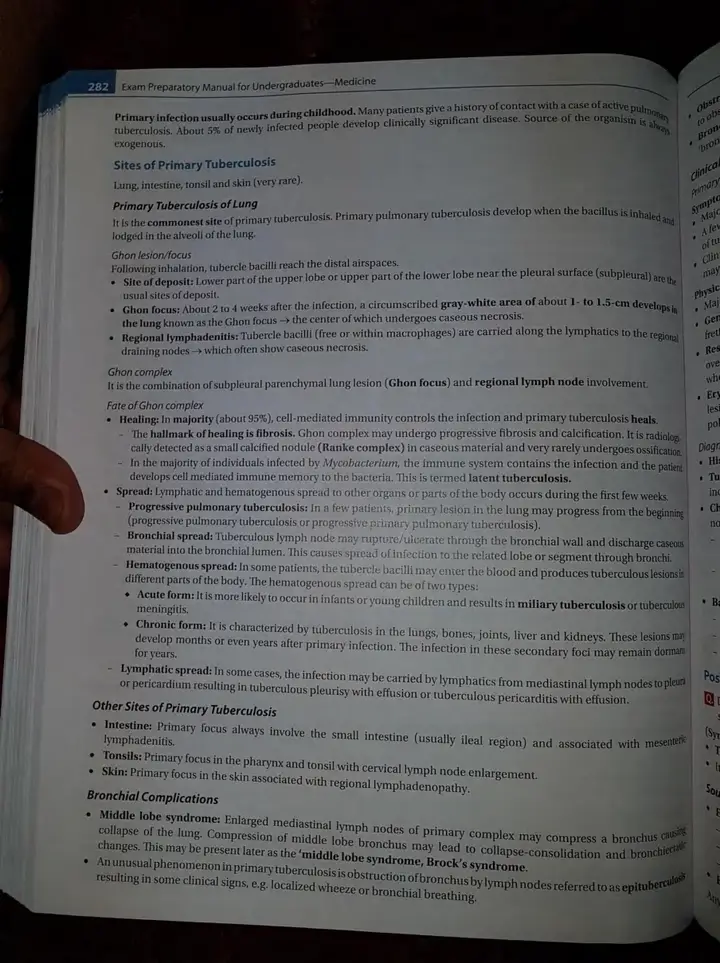 282 Exam Preparatory Manual for Undergraduates—Medicine
Primary infection usually occurs during childhood. Many patients give a history of contact with a case of active pulmonary
tuberculosis. About 5% of newly infected people develop clinically significant disease. Source of the organism is always
exogenous.
Sites of Primary Tuberculosis
Lung, intestine, tonsil and skin (very rare).
Primary Tuberculosis of Lung
It is the commonest site of primary tuberculosis. Primary pulmonary tuberculosis develop when the bacillus is inhaled and
lodged in the alveoli of the lung.
Ghon lesion/focus
Following inhalation, tubercle bacilli reach the distal airspaces.
• Site of deposit: Lower part of the upper lobe or upper part of the lower lobe near the pleural surface (subpleural) are the
usual sites of deposit.
• Ghon focus: About 2 to 4 weeks after the infection, a circumscribed gray-white area of about 1- to 1.5-cm develops in
the lung known as the Ghon focus → the center of which undergoes caseous necrosis.
• Regional lymphadenitis: Tubercle bacilli (free or within macrophages) are carried along the lymphatics to the regional
draining nodes → which often show caseous necrosis.
Ghon complex
It is the combination of subpleural parenchymal lung lesion (Ghon focus) and regional lymph node involvement.
Fate of Ghon complex
• Healing: In majority (about 95%), cell-mediated immunity controls the infection and primary tuberculosis heals.
– The hallmark of healing is fibrosis. Ghon complex may undergo progressive fibrosis and calcification. It is radiologi-
cally detected as a small calcified nodule (Ranke complex) in caseous material and very rarely undergoes ossification.
– In the majority of individuals infected by Mycobacterium, the immune system contains the infection and the patient
develops cell mediated immune memory to the bacteria. This is termed latent tuberculosis.
• Spread: Lymphatic and hematogenous spread to other organs or parts of the body occurs during the first few weeks.
– Progressive pulmonary tuberculosis: In a few patients, primary lesion in the lung may progress from the beginning
(progressive pulmonary tuberculosis or progressive primary pulmonary tuberculosis).
– Bronchial spread: Tuberculous lymph node may rupture/ulcerate through the bronchial wall and discharge caseous
material into the bronchial lumen. This causes spread of infection to the related lobe or segment through bronchi.
– Hematogenous spread: In some patients, the tubercle bacilli may enter the blood and produces tuberculous lesions in
different parts of the body. The hematogenous spread can be of two types:
♦ Acute form: It is more likely to occur in infants or young children and results in miliary tuberculosis or tuberculous
meningitis.
♦ Chronic form: It is characterized by tuberculosis in the lungs, bones, joints, liver and kidneys. These lesions may
develop months or even years after primary infection. The infection in these secondary foci may remain dormant
for years.
– Lymphatic spread: In some cases, the infection may be carried by lymphatics from mediastinal lymph nodes to pleura
or pericardium resulting in tuberculous pleurisy with effusion or tuberculous pericarditis with effusion.
Other Sites of Primary Tuberculosis
• Intestine: Primary focus always involve the small intestine (usually ileal region) and associated with mesenteric
lymphadenitis.
• Tonsils: Primary focus in the pharynx and tonsil with cervical lymph node enlargement.
• Skin: Primary focus in the skin associated with regional lymphadenopathy.
Bronchial Complications
• Middle lobe syndrome: Enlarged mediastinal lymph nodes of primary complex may compress a bronchus causing
collapse of the lung. Compression of middle lobe bronchus may lead to collapse-consolidation and bronchiectatic
changes. This may be present later as the 'middle lobe syndrome, Brock's syndrome.
• An unusual phenomenon in primary tuberculosis is obstruction of bronchus by lymph nodes referred to as epituberculosis
resulting in some clinical signs, e.g. localized wheeze or bronchial breathing.